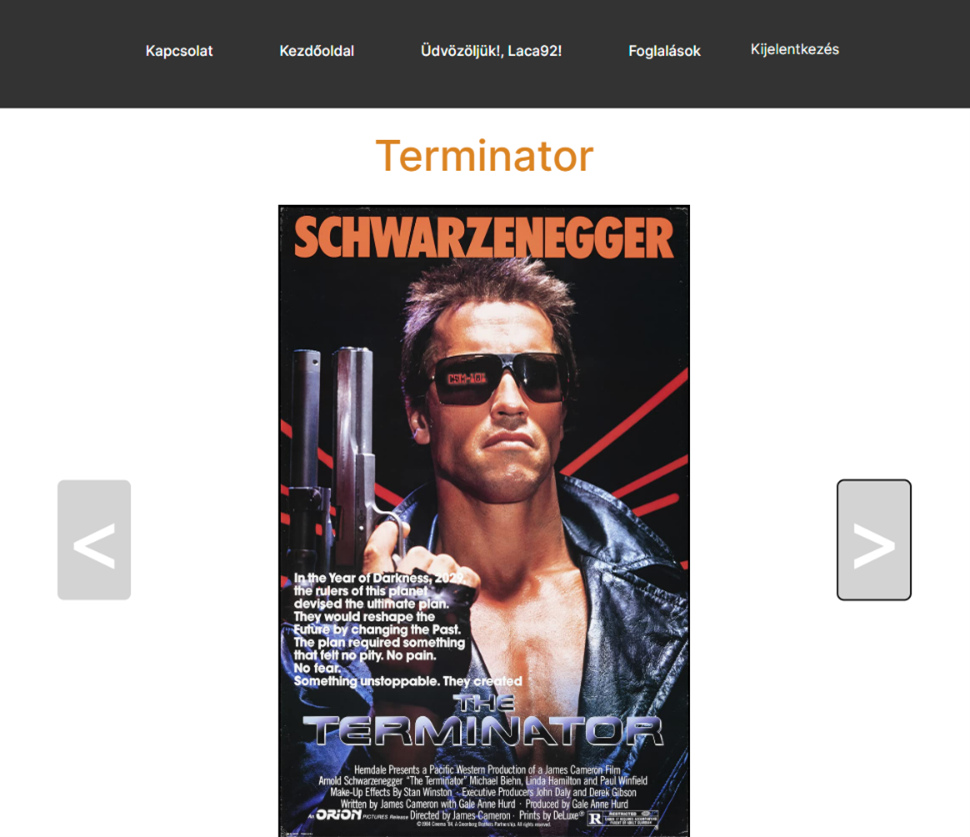 Kapcsolat
Kezdőoldal
Üdvözöljük!, Laca92!
Foglalások
Kijelentkezés
Terminator
SCHWARZENEGGER
<
>
In the Year of Darkness, 2029,
the rulers of this planet
devised the ultimate plan.
They would reshape the
Future by changing the Past.
The plan required something
that felt no pity. No pain.
No fear.
Something unstoppable. They created
THE
TERMINATOR
Hemdale Presents a Pacific Western Production of a James Cameron Film
Arnold Schwarzenegger "The Terminator" Michael Biehn, Linda Hamilton and Paul Winfield
Make-Up Effects By Stan Winston · Executive Producers John Daly and Derek Gibson
Written by James Cameron with Gale Anne Hurd · Produced by Gale Anne Hurd
An ORION PICTURES Release Directed by James Cameron · Prints by DeLuxe®
R RESTRICTED